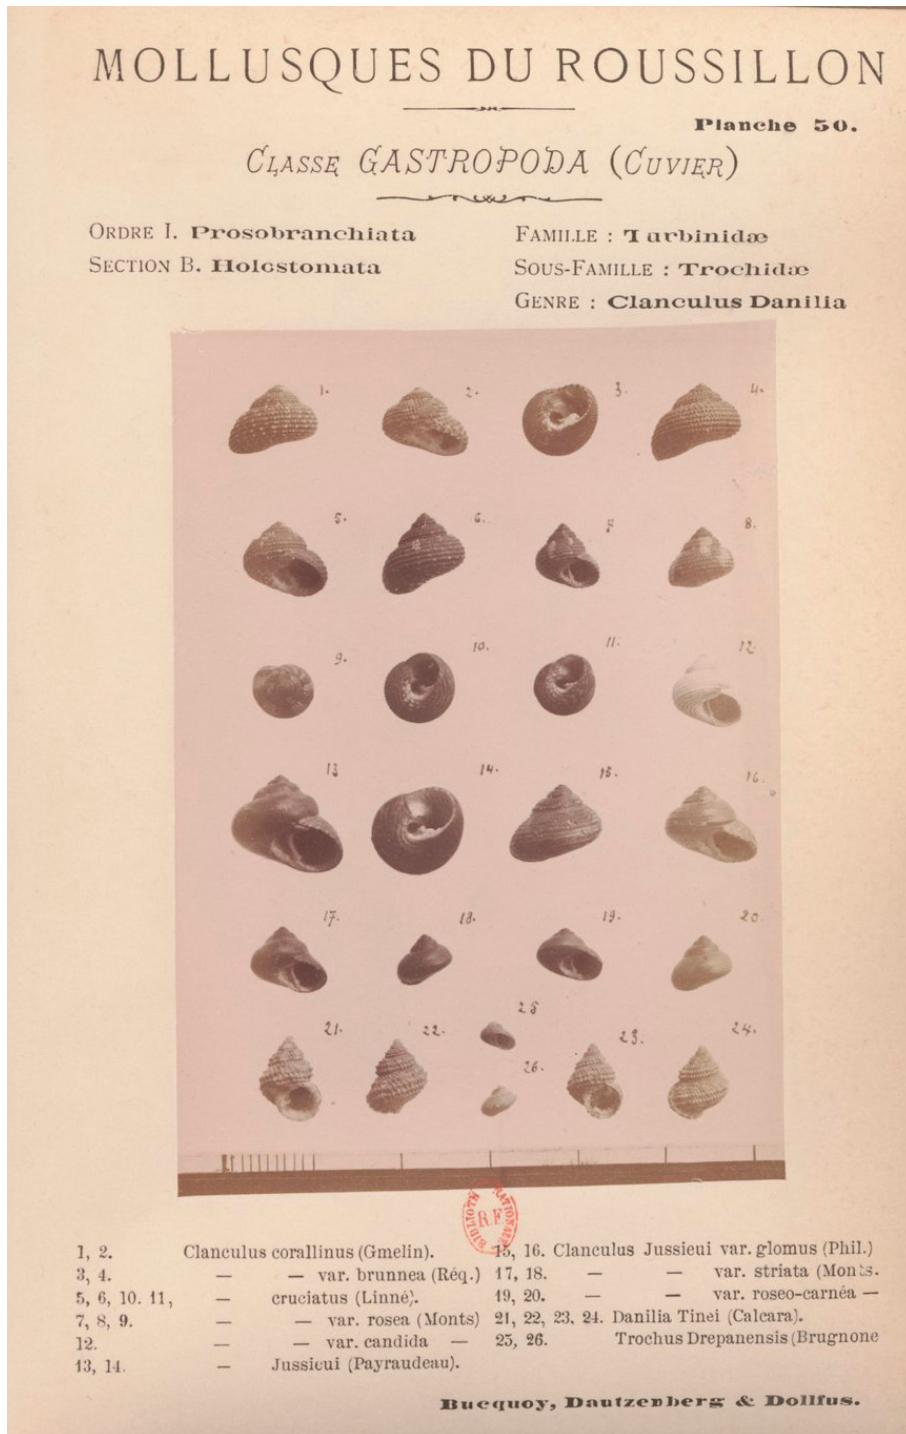 MOLLUSQUES DU ROUSSILLON
Planche 50.
CLASSE GASTROPODA (CUVIER)
ORDRE I. Prosobranchiata
SECTION B. Holostomata
FAMILLE : Turbinidæ
SOUS-FAMILLE : Trochidæ
GENRE : Clanculus Danilia
1. 2. 3. 4.
5. 6. 7 8.
9. 10. 11. 12
13 14. 15. 16.
17. 18. 19. 20
25
21. 22. 23. 24.
26.
BIBLIOTH NATIONALE
R.F.
1, 2. Clanculus corallinus (Gmelin).
3, 4. — — var. brunnea (Réq.)
5, 6, 10. 11, — cruciatus (Linné).
7, 8, 9. — — var. rosea (Monts)
12. — — var. candida —
13, 14. — Jussieui (Payraudeau).
15, 16. Clanculus Jussieui var. glomus (Phil.)
17, 18. — — var. striata (Monts.
19, 20. — — var. roseo-carnéa —
21, 22, 23, 24. Danilia Tinei (Calcara).
25, 26. Trochus Drepanensis (Brugnone
Bucquoy, Dautzenberg & Dollfus.